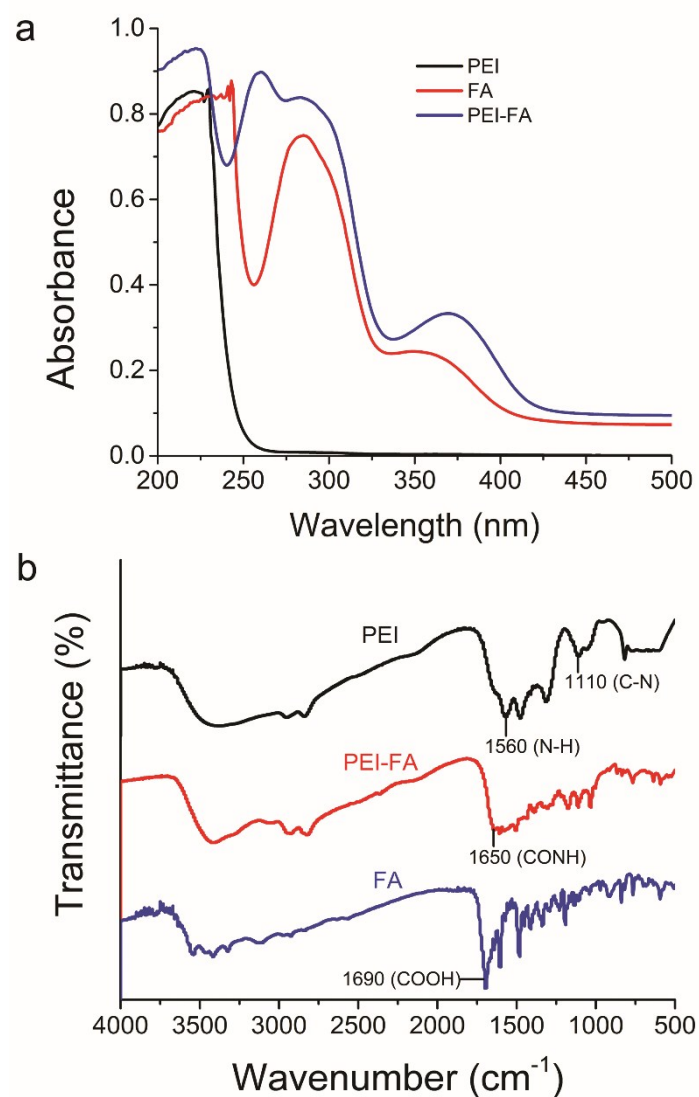 a
1.0
0.8
0.6
0.4
0.2
0.0
Absorbance
PEI
FA
PEI-FA
200 250 300 350 400 450 500
Wavelength (nm)
b
Transmittance (%)
PEI
1110 (C-N)
1560 (N-H)
PEI-FA
1650 (CONH)
FA
1690 (COOH)
4000 3500 3000 2500 2000 1500 1000 500
Wavenumber (cm⁻¹)